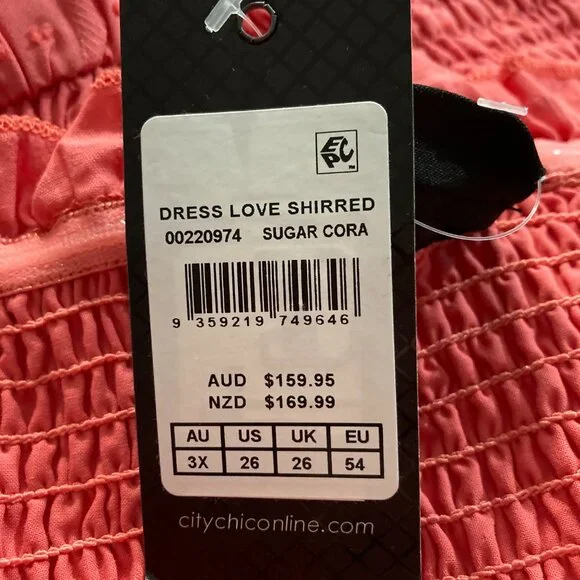 EPC™
DRESS LOVE SHIRRED
00220974 SUGAR CORA
9 359219 749646
AUD $159.95
NZD $169.99
AU US UK EU
3X 26 26 54
citychiconline.com